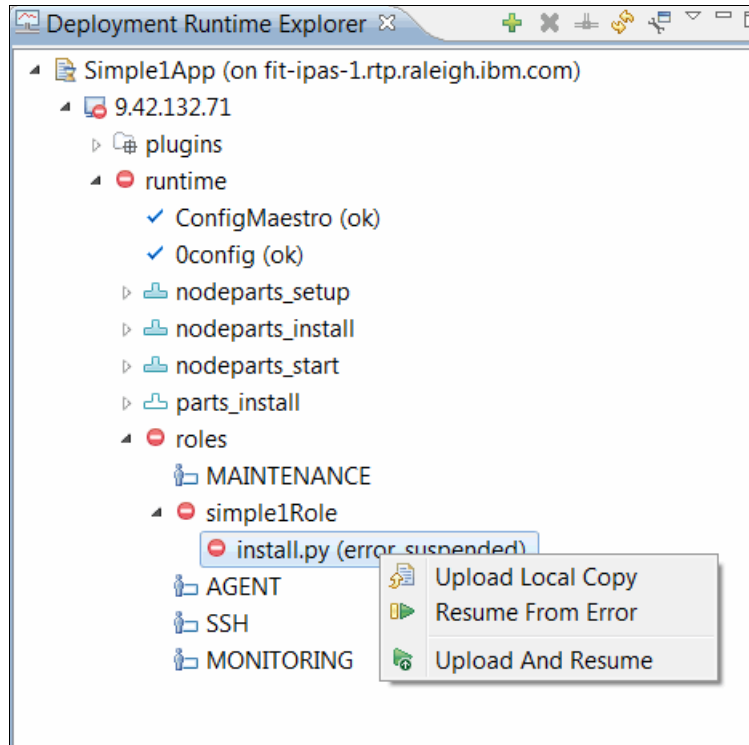 Deployment Runtime Explorer
Simple1App (on fit-ipas-1.rtp.raleigh.ibm.com)
9.42.132.71
plugins
runtime
ConfigMaestro (ok)
0config (ok)
nodeparts_setup
nodeparts_install
nodeparts_start
parts_install
roles
MAINTENANCE
simple1Role
install.py (error_suspended)
AGENT
SSH
MONITORING
Upload Local Copy
Resume From Error
Upload And Resume